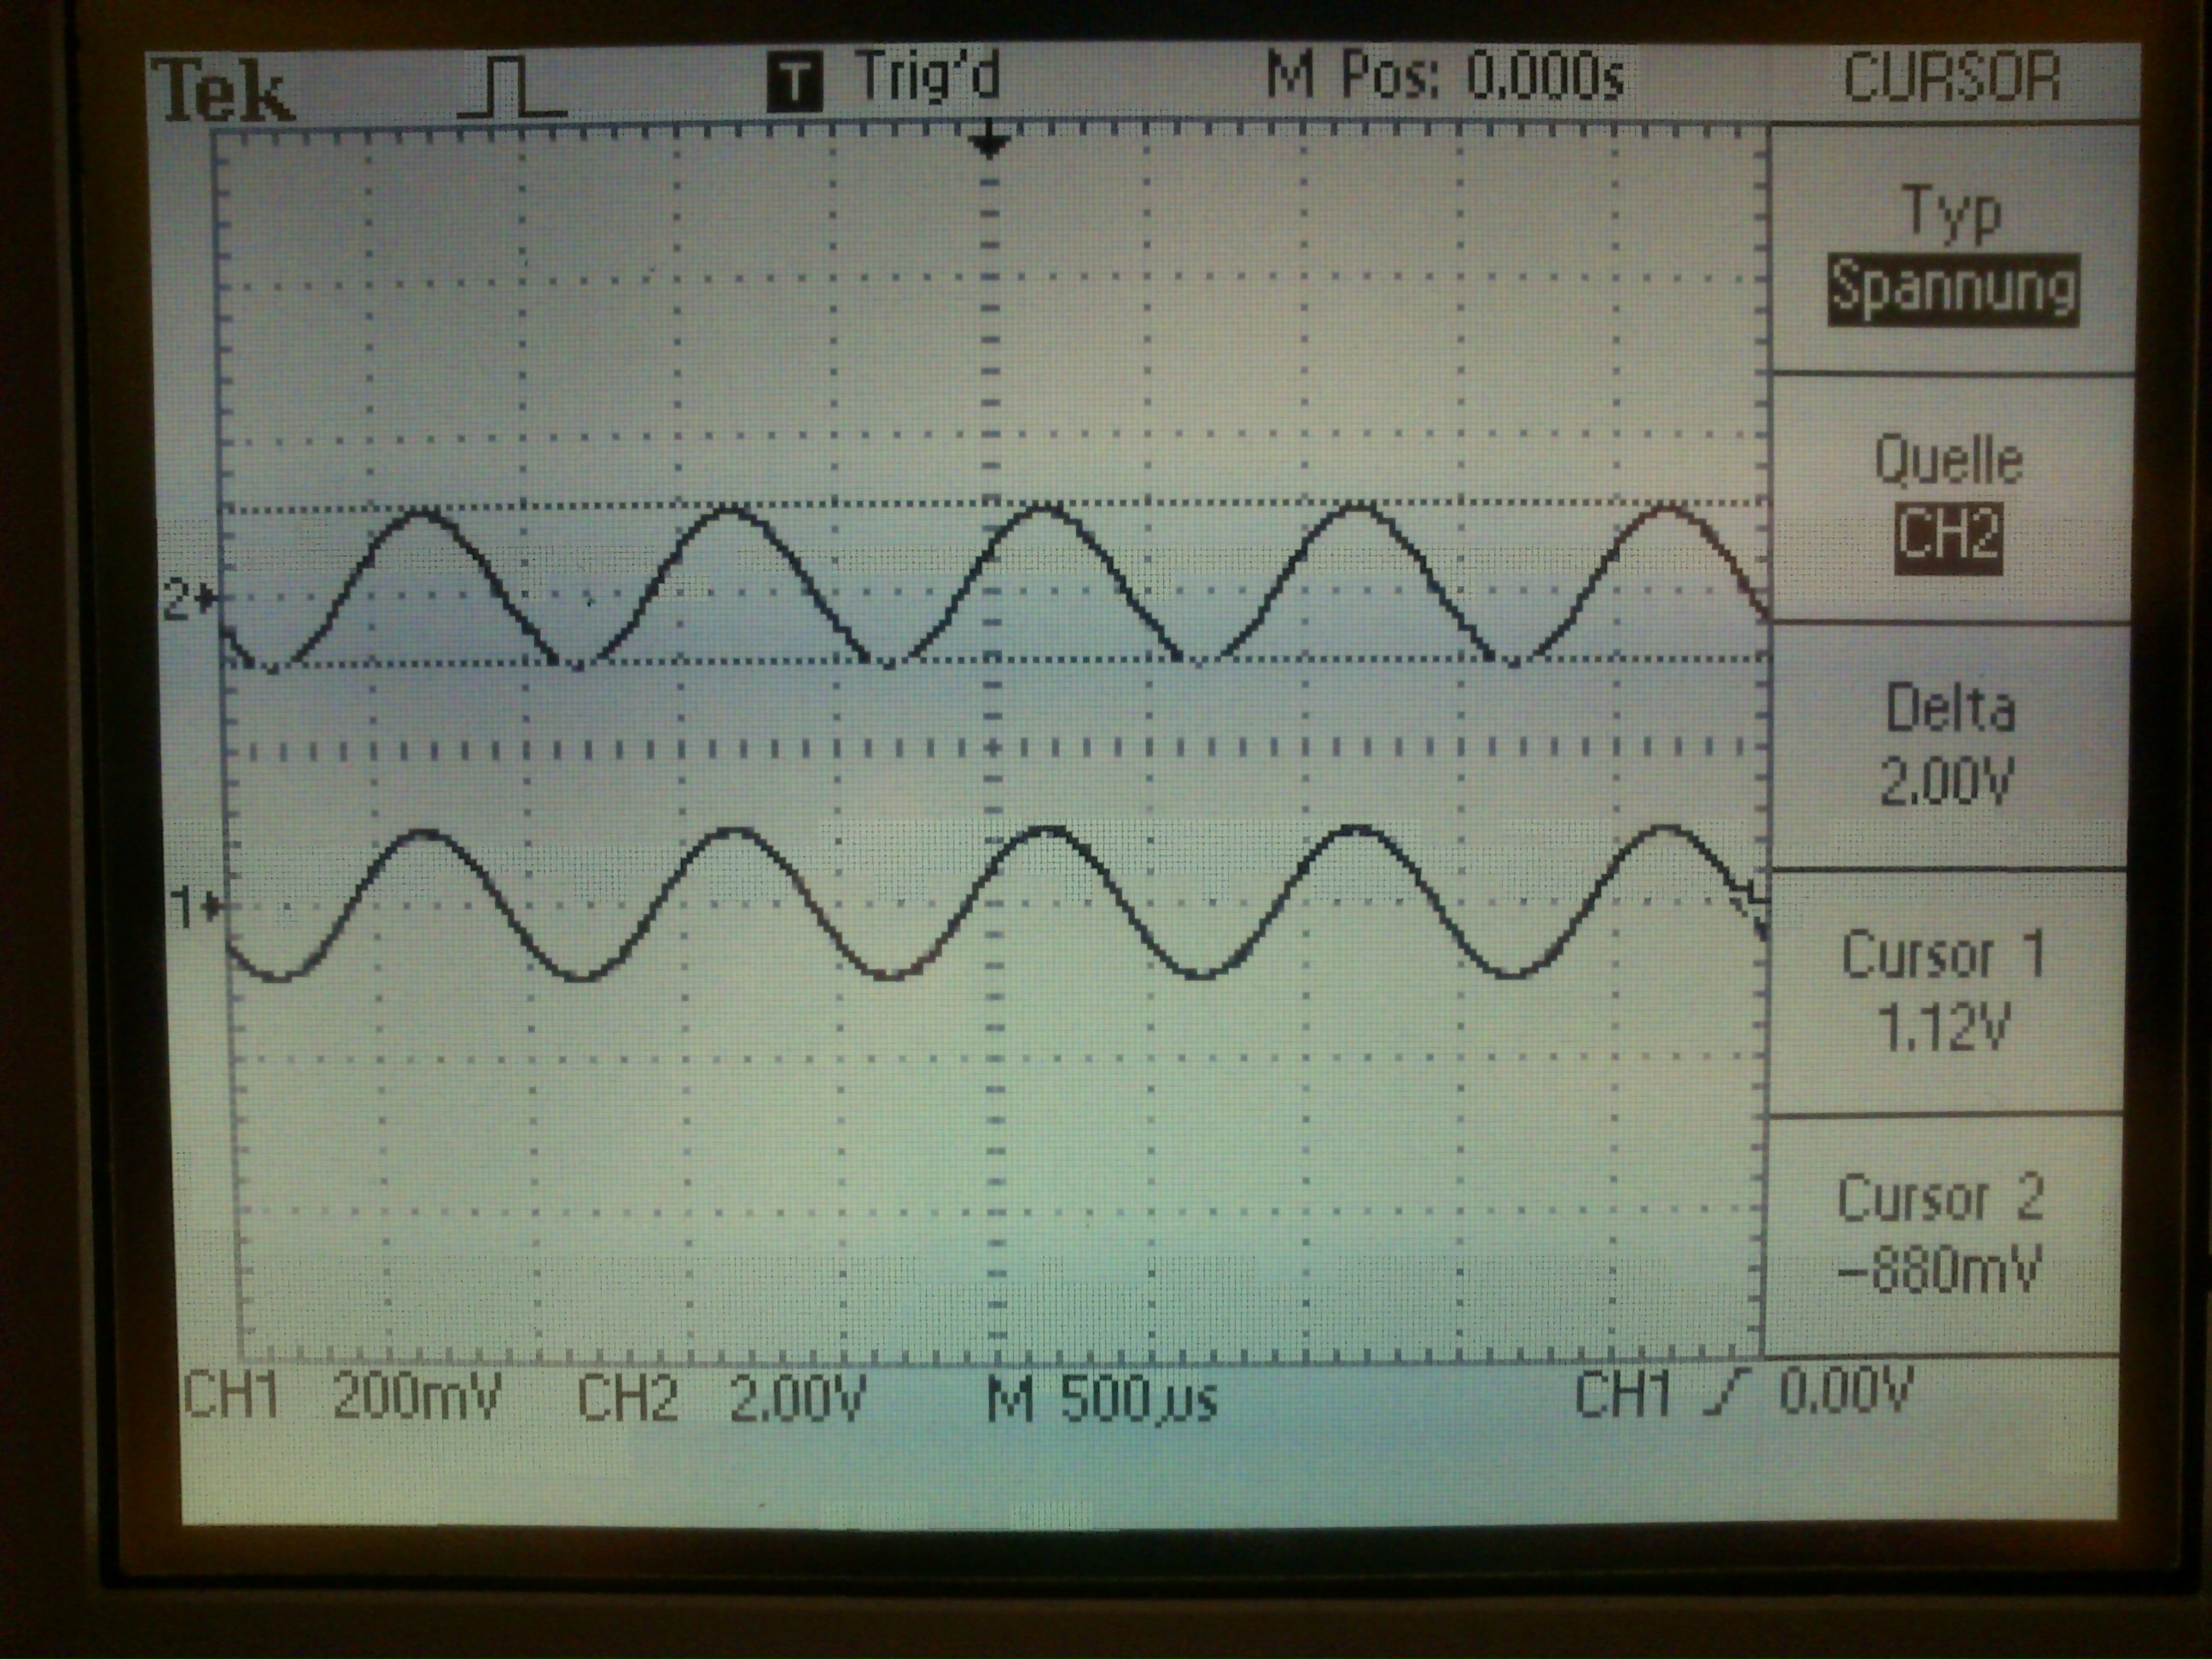 Tek T Trig'd M Pos: 0.000s CURSOR
Typ
Spannung
Quelle
CH2
2
Delta
2.00V
1
Cursor 1
1.12V
Cursor 2
-880mV
CH1 200mV CH2 2.00V M 500µs CH1 0.00V